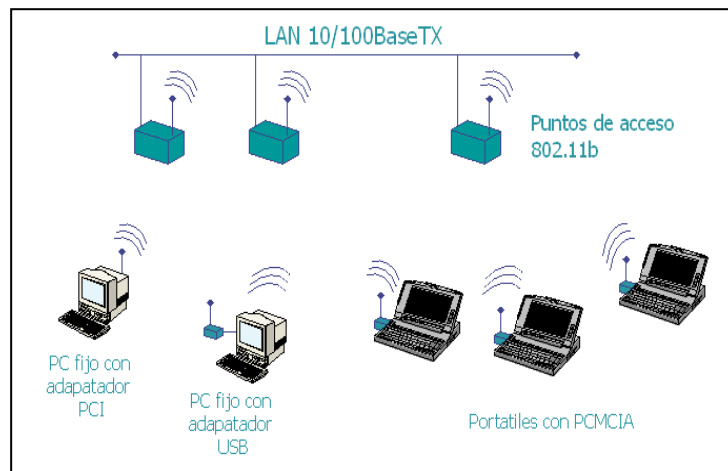 LAN 10/100BaseTX
Puntos de acceso
802.11b
PC fijo con
adapatador
PCI
PC fijo con
adapatador
USB
Portatiles con PCMCIA